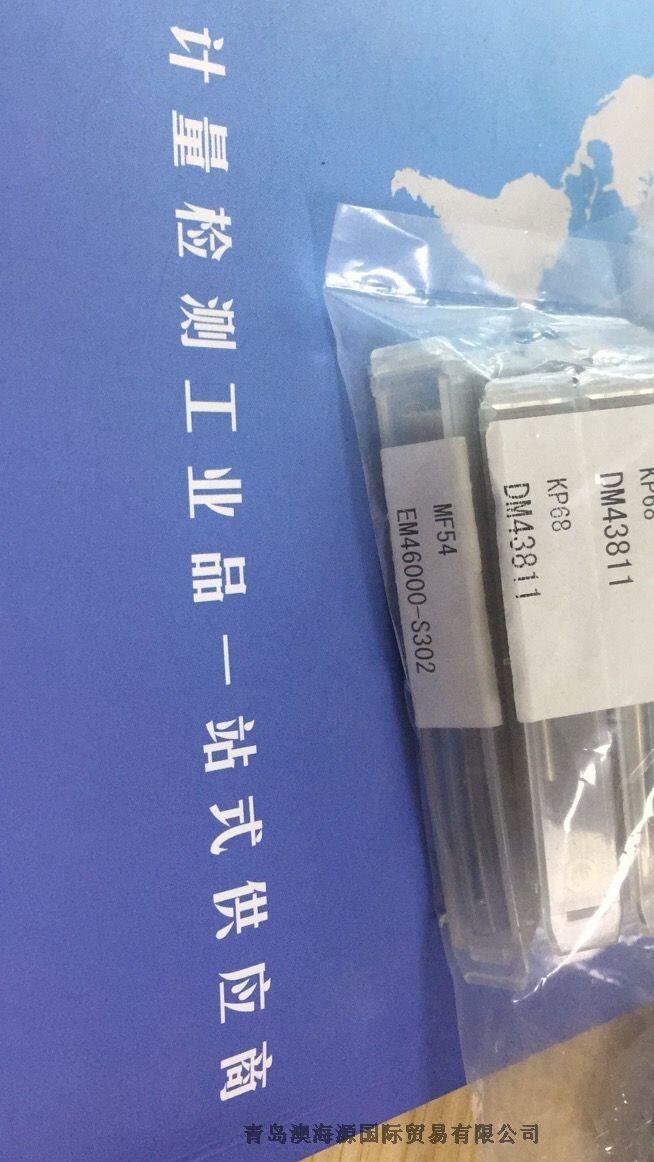 计量检测工业品一站式供应商
MF54
EM46000-S302
KP68
DM43811
KP68
DM43811
青岛澳海源国际贸易有限公司